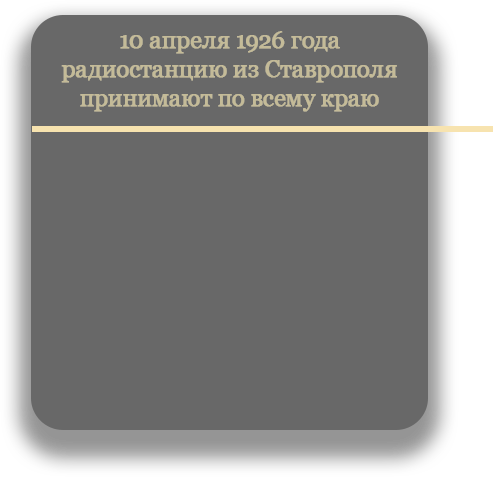 10 апреля 1926 года
радиостанцию из Ставрополя
принимают по всему краю